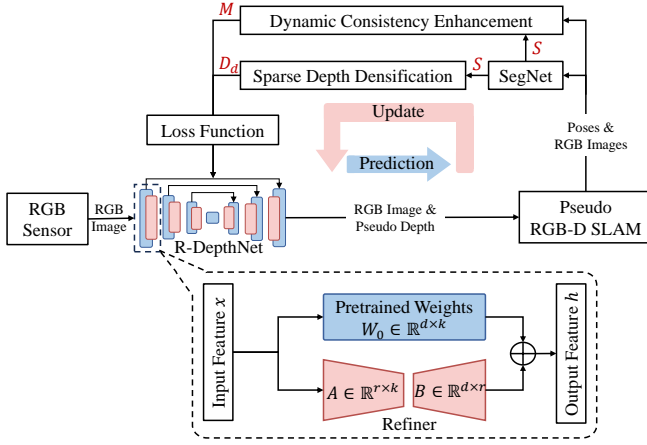 M
Dynamic Consistency Enhancement
S
D_d
Sparse Depth Densification
S
SegNet
Update
Loss Function
Poses &
RGB Images
Prediction
RGB
Sensor
RGB
Image
R-DepthNet
RGB Image &
Pseudo Depth
Pseudo
RGB-D SLAM
Input Feature x
Pretrained Weights
W_0 ∈ ℝ^{d×k}
A ∈ ℝ^{r×k}
B ∈ ℝ^{d×r}
Refiner
Output Feature h